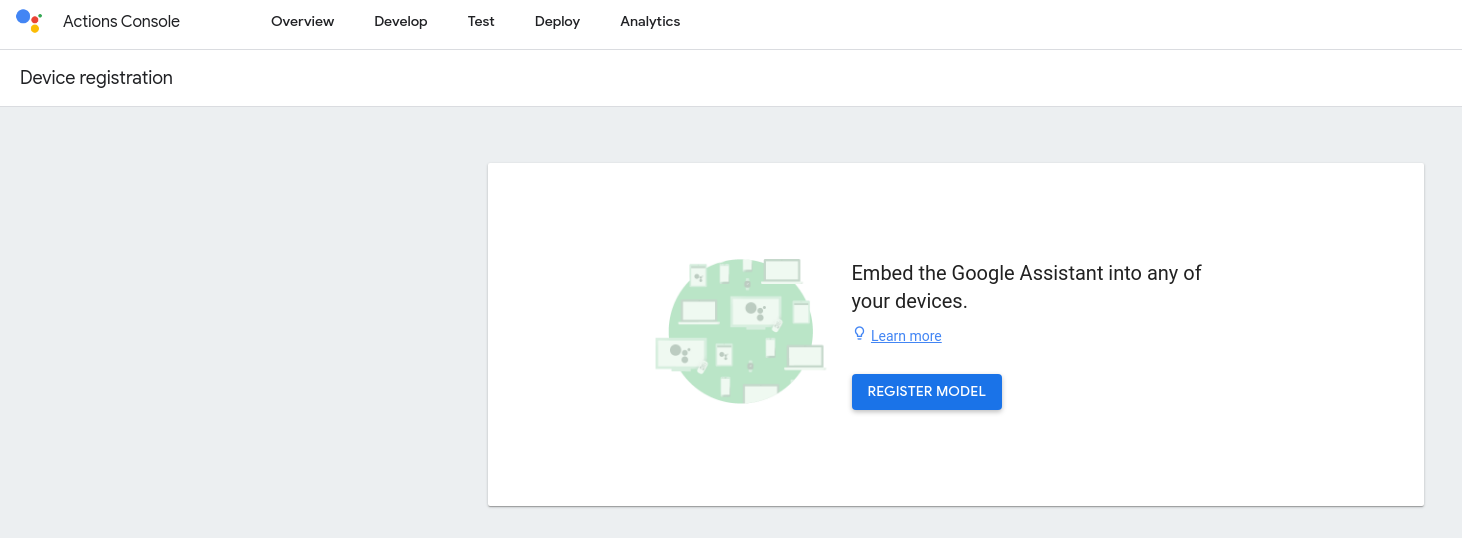 Actions Console
Overview Develop Test Deploy Analytics
Device registration
Embed the Google Assistant into any of
your devices.
Learn more
REGISTER MODEL